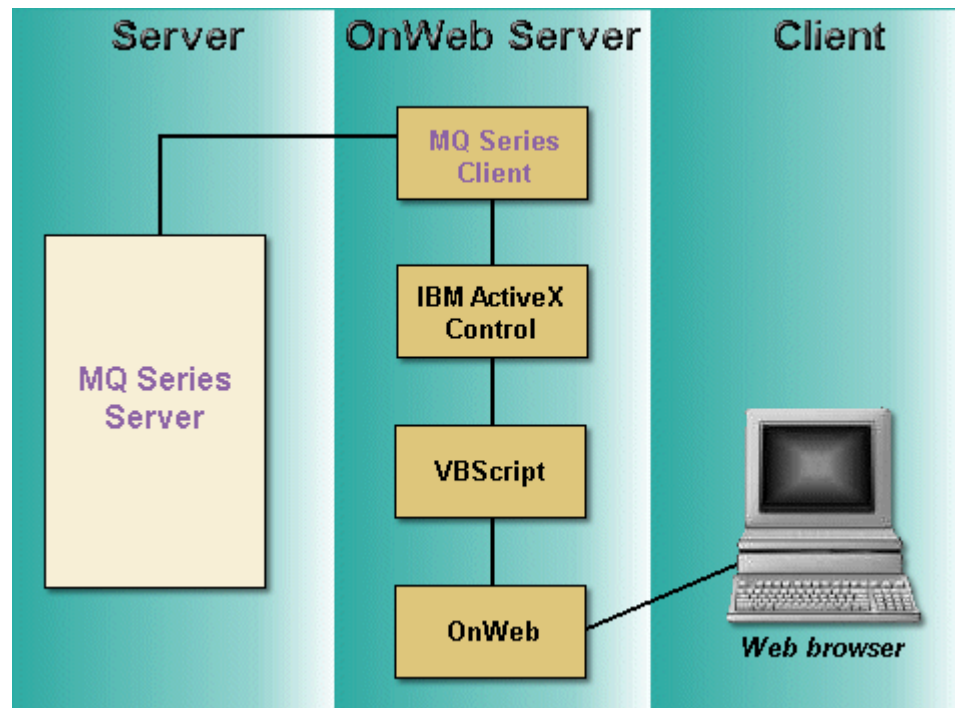 Server
OnWeb Server
Client
MQ Series
Client
MQ Series
Server
IBM ActiveX
Control
VBScript
OnWeb
Web browser